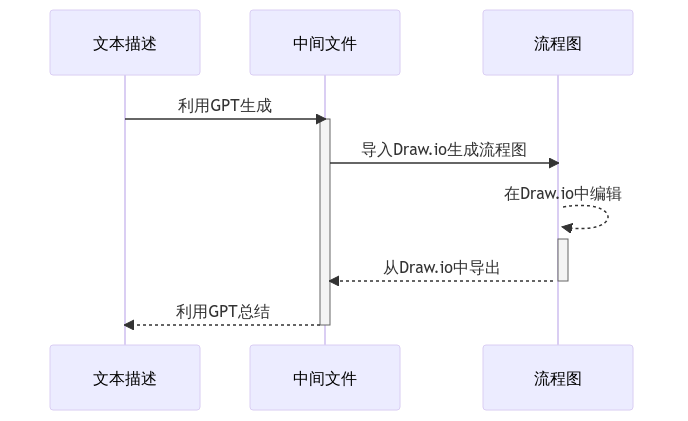 文本描述
中间文件
流程图
利用GPT生成
导入Draw.io生成流程图
在Draw.io中编辑
从Draw.io中导出
利用GPT总结
文本描述
中间文件
流程图